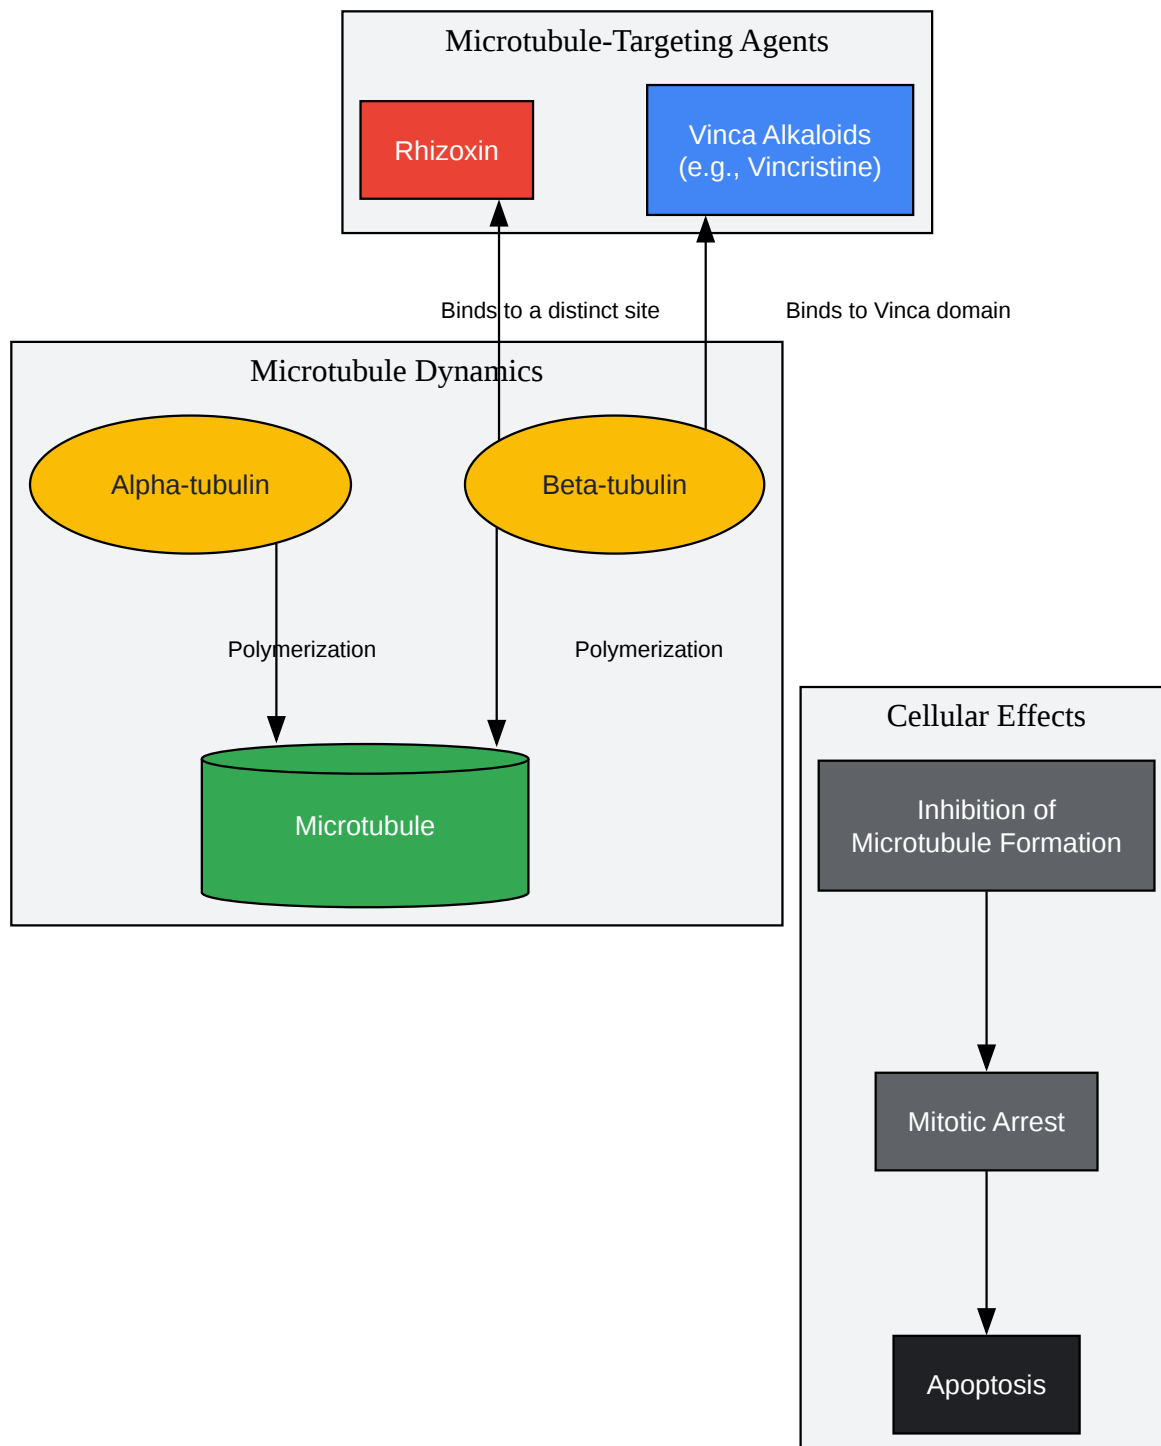 Microtubule-Targeting Agents
Rhizoxin
Vinca Alkaloids
(e.g., Vincristine)
Binds to a distinct site
Binds to Vinca domain
Microtubule Dynamics
Alpha-tubulin
Beta-tubulin
Polymerization
Polymerization
Microtubule
Cellular Effects
Inhibition of
Microtubule Formation
Mitotic Arrest
Apoptosis